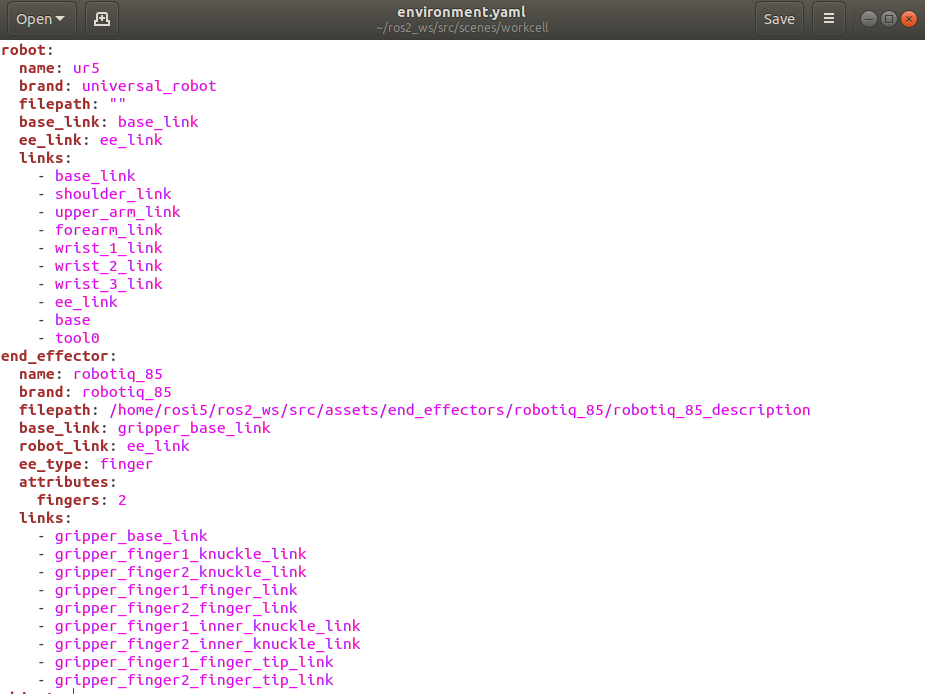 Open
environment.yaml
~/ros2_ws/src/scenes/workcell
Save
robot:
  name: ur5
  brand: universal_robot
  filepath: ""
  base_link: base_link
  ee_link: ee_link
  links:
    - base_link
    - shoulder_link
    - upper_arm_link
    - forearm_link
    - wrist_1_link
    - wrist_2_link
    - wrist_3_link
    - ee_link
    - base
    - tool0
end_effector:
  name: robotiq_85
  brand: robotiq_85
  filepath: /home/rosi5/ros2_ws/src/assets/end_effectors/robotiq_85/robotiq_85_description
  base_link: gripper_base_link
  robot_link: ee_link
  ee_type: finger
  attributes:
    fingers: 2
  links:
    - gripper_base_link
    - gripper_finger1_knuckle_link
    - gripper_finger2_knuckle_link
    - gripper_finger1_finger_link
    - gripper_finger2_finger_link
    - gripper_finger1_inner_knuckle_link
    - gripper_finger2_inner_knuckle_link
    - gripper_finger1_finger_tip_link
    - gripper_finger2_finger_tip_link